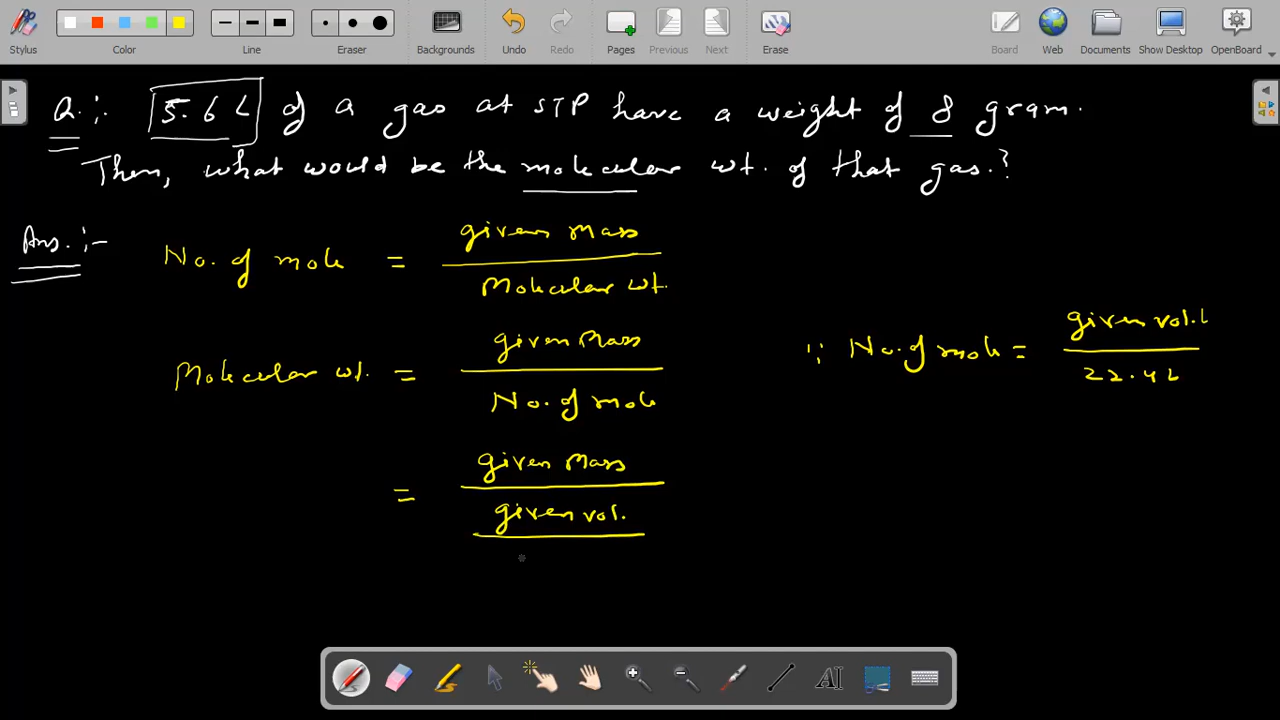 Stylus Color Line Eraser Backgrounds Undo Redo Pages Previous Next Erase Board Web Documents Show Desktop OpenBoard
Q.:- 5.6 L of a gas at STP have a weight of 8 gram.
Then, what would be the molecular wt. of that gas.?
Ans.:-
No. of mole = given Mass / Molecular wt.
Molecular wt. = given Mass / No. of mole
∵ No. of mole = given vol. L / 22.4 L
= given Mass / given vol.
AI